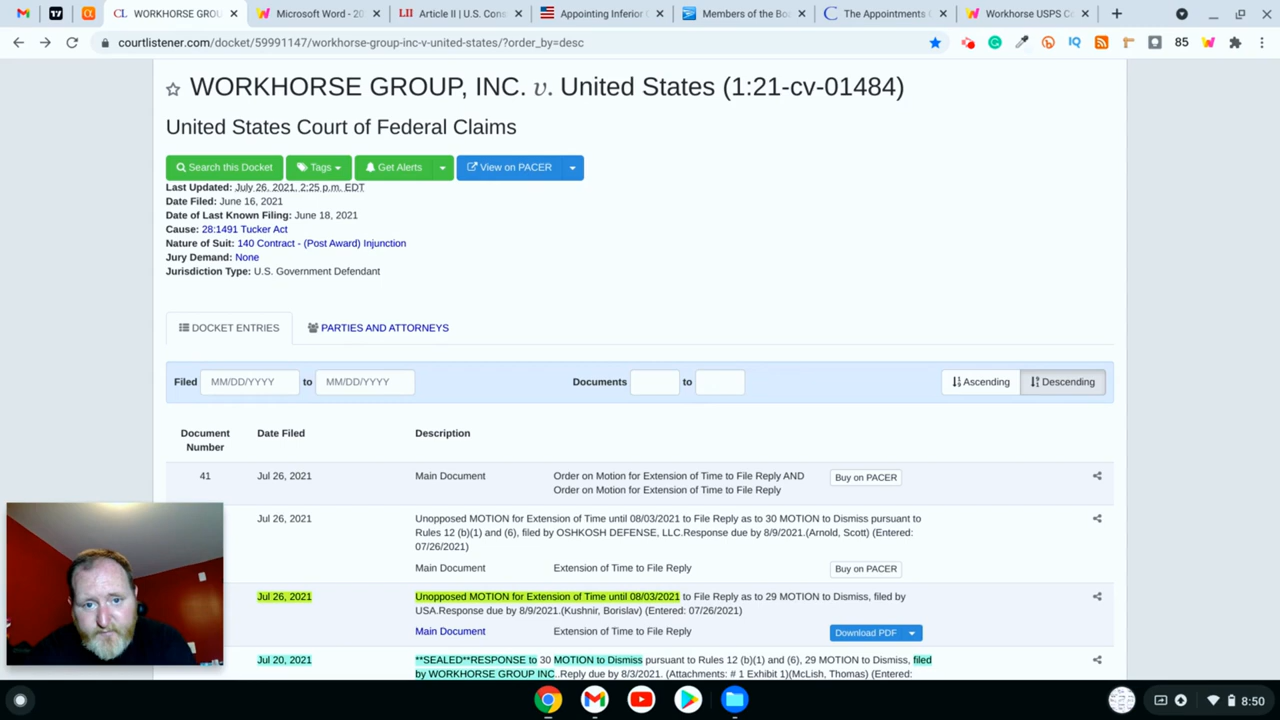 CL WORKHORSE GROU
Microsoft Word - 20
LII Article II | U.S. Cons
Appointing Inferior O
Members of the Bo
The Appointments C
Workhorse USPS Co
courtlistener.com/docket/59991147/workhorse-group-inc-v-united-states/?order_by=desc
IQ
85
WORKHORSE GROUP, INC. v. United States (1:21-cv-01484)
United States Court of Federal Claims
Search this Docket Tags Get Alerts View on PACER
Last Updated: July 26, 2021, 2:25 p.m. EDT
Date Filed: June 16, 2021
Date of Last Known Filing: June 18, 2021
Cause: 28:1491 Tucker Act
Nature of Suit: 140 Contract - (Post Award) Injunction
Jury Demand: None
Jurisdiction Type: U.S. Government Defendant
DOCKET ENTRIES PARTIES AND ATTORNEYS
Filed MM/DD/YYYY to MM/DD/YYYY Documents to Ascending Descending
Document Number Date Filed Description
41 Jul 26, 2021 Main Document Order on Motion for Extension of Time to File Reply AND Buy on PACER
Order on Motion for Extension of Time to File Reply
Jul 26, 2021 Unopposed MOTION for Extension of Time until 08/03/2021 to File Reply as to 30 MOTION to Dismiss pursuant to
Rules 12 (b)(1) and (6), filed by OSHKOSH DEFENSE, LLC.Response due by 8/9/2021.(Arnold, Scott) (Entered:
07/26/2021)
Main Document Extension of Time to File Reply Buy on PACER
Jul 26, 2021 Unopposed MOTION for Extension of Time until 08/03/2021 to File Reply as to 29 MOTION to Dismiss, filed by
USA.Response due by 8/9/2021.(Kushnir, Borislav) (Entered: 07/26/2021)
Main Document Extension of Time to File Reply Download PDF
Jul 20, 2021 **SEALED**RESPONSE to 30 MOTION to Dismiss pursuant to Rules 12 (b)(1) and (6), 29 MOTION to Dismiss, filed
by WORKHORSE GROUP INC..Reply due by 8/3/2021. (Attachments: # 1 Exhibit 1)(McLish, Thomas) (Entered:
8:50